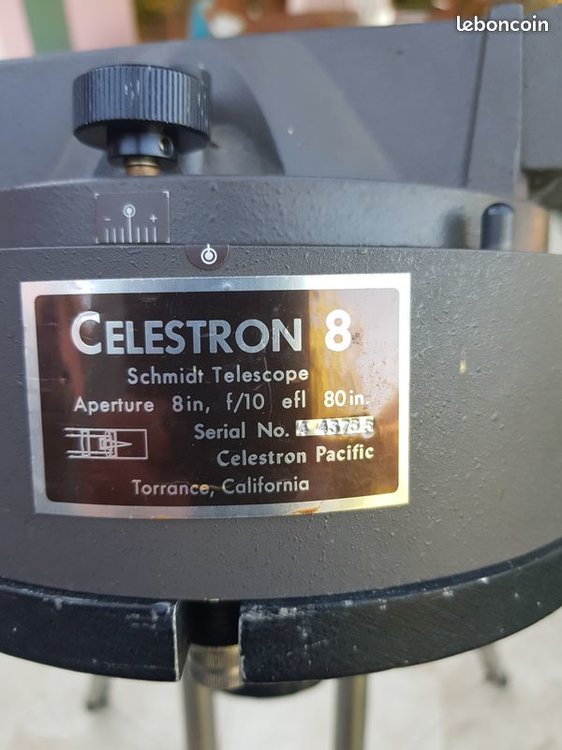 leboncoin
- +
CELESTRON 8
Schmidt Telescope
Aperture 8in, f/10 efl 80in.
Serial No.
Celestron Pacific
Torrance, California